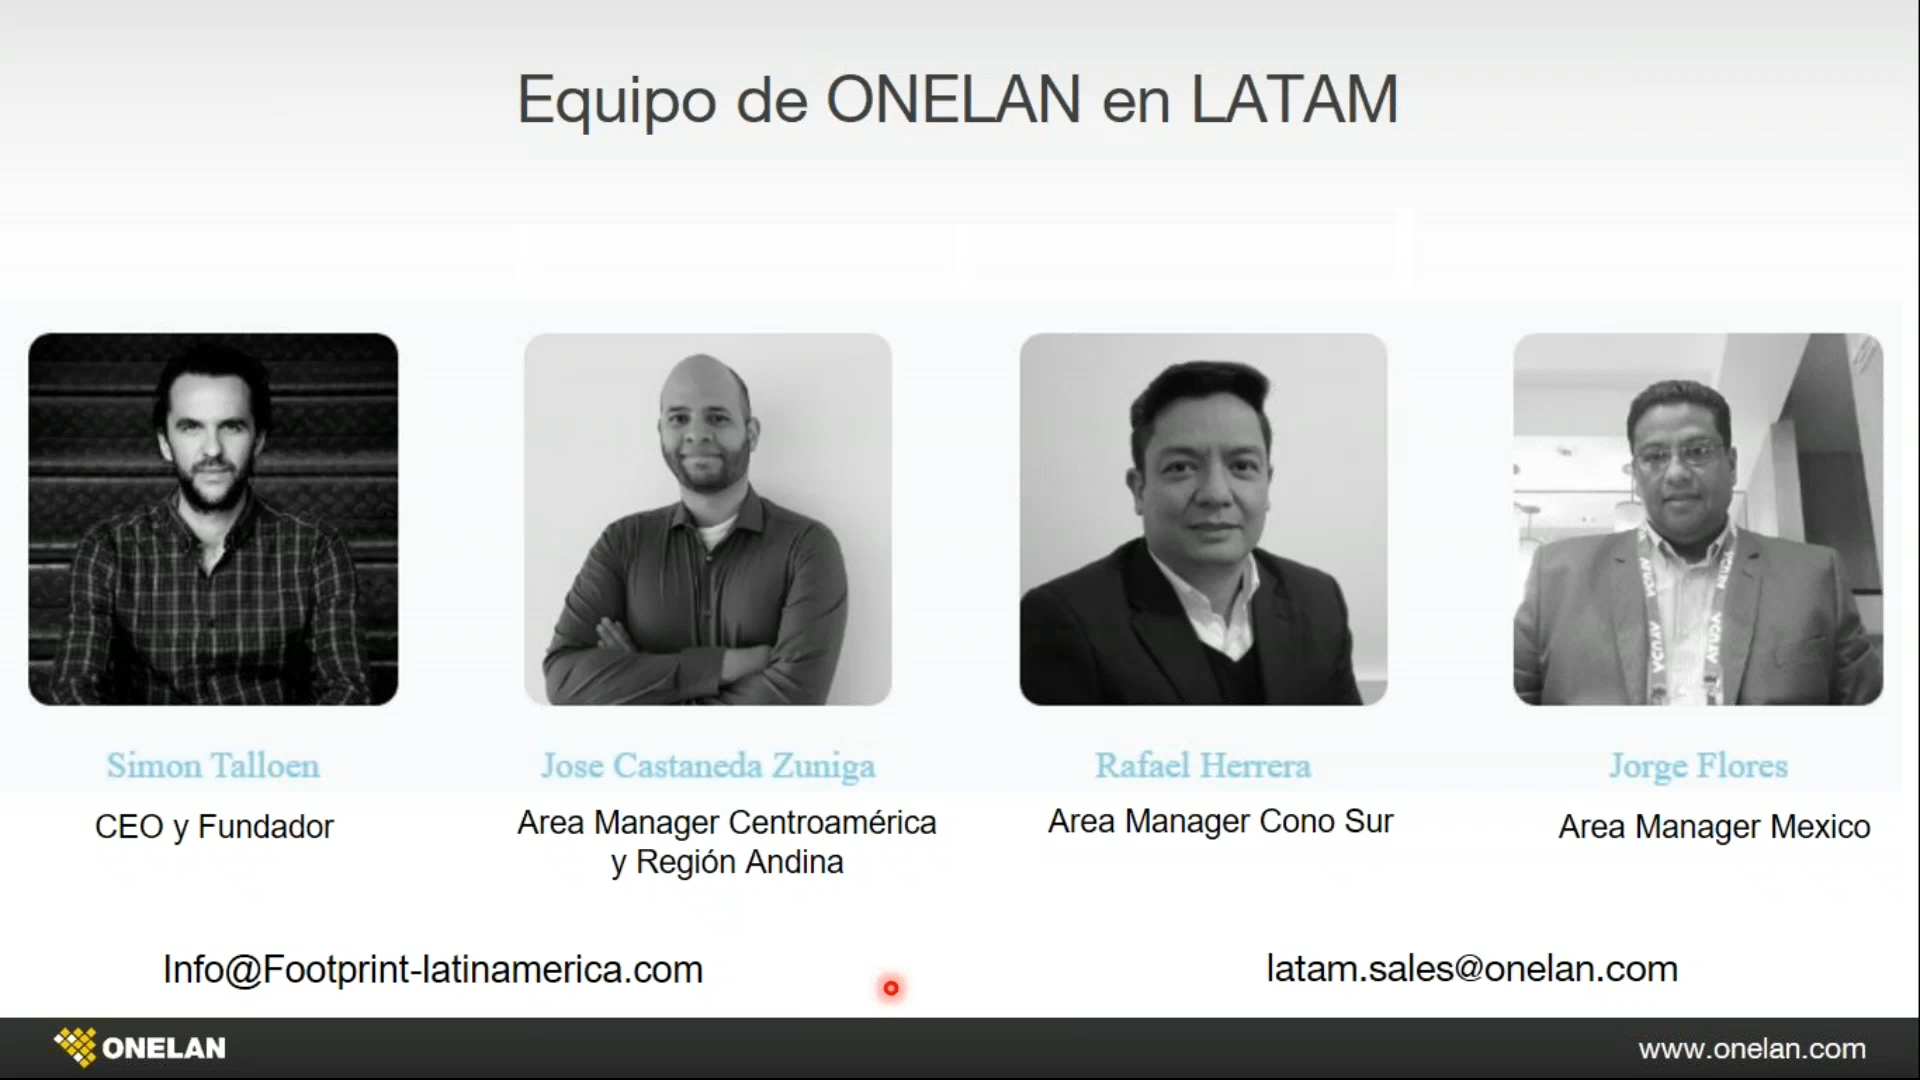 Equipo de ONELAN en LATAM
AVUSA
AVUSA
Simon Talloen
Jose Castaneda Zuniga
Rafael Herrera
Jorge Flores
CEO y Fundador
Area Manager Centroamérica
y Región Andina
Area Manager Cono Sur
Area Manager Mexico
Info@Footprint-latinamerica.com
latam.sales@onelan.com
ONELAN
www.onelan.com